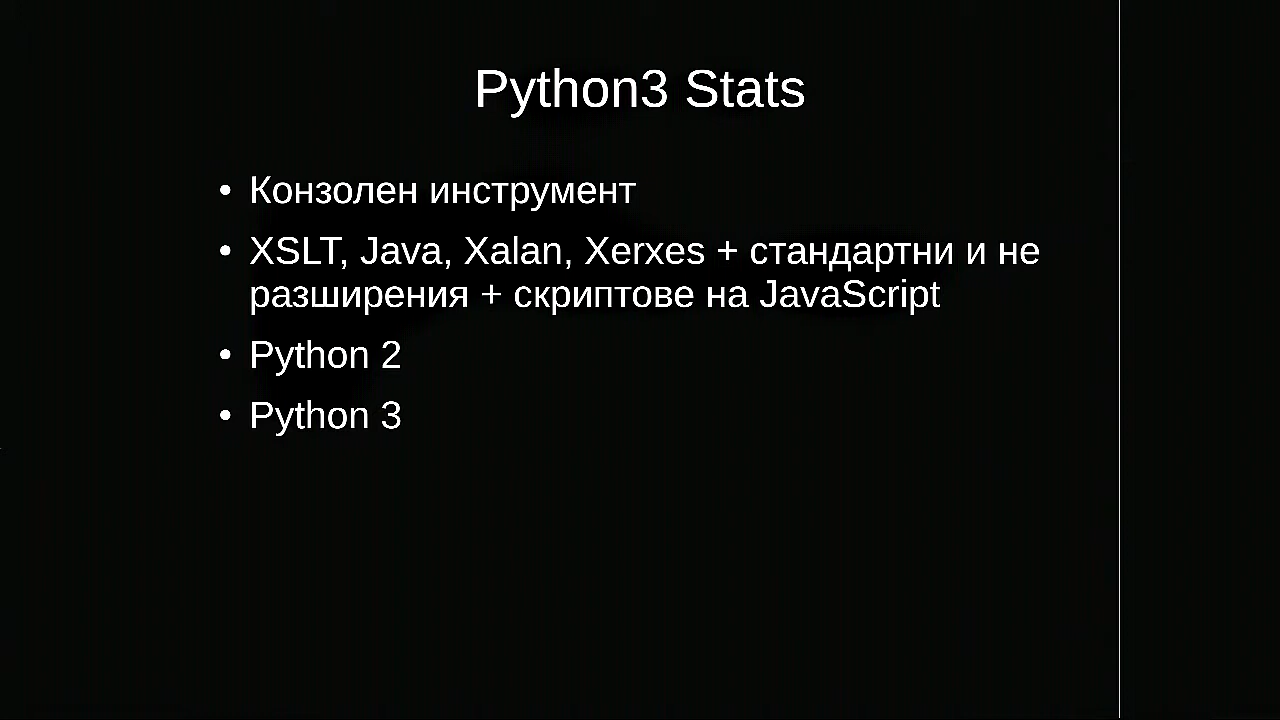 Python3 Stats
• Конзолен инструмент
• XSLT, Java, Xalan, Xerxes + стандартни и не
разширения + скриптове на JavaScript
• Python 2
• Python 3